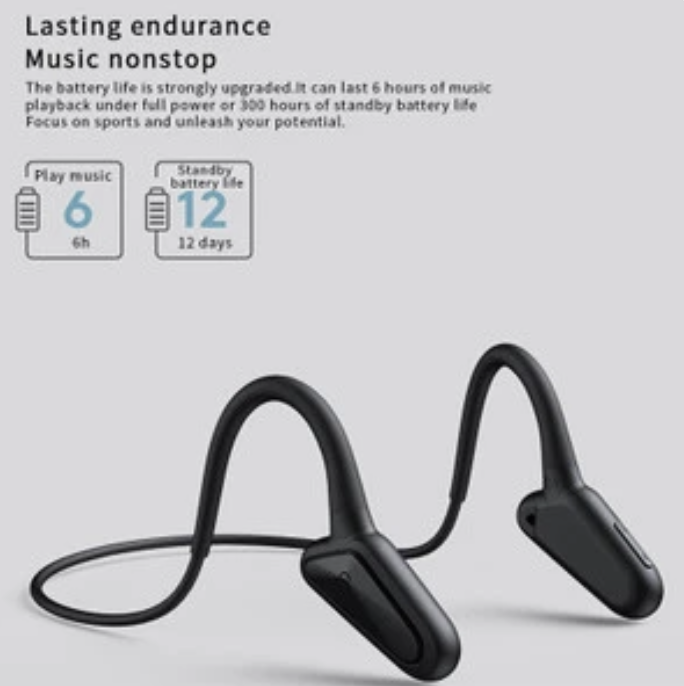 Lasting endurance
Music nonstop
The battery life is strongly upgraded.It can last 6 hours of music
playback under full power or 300 hours of standby battery life
Focus on sports and unleash your potential.
Play music
6
6h
Standby
battery life
12
12 days